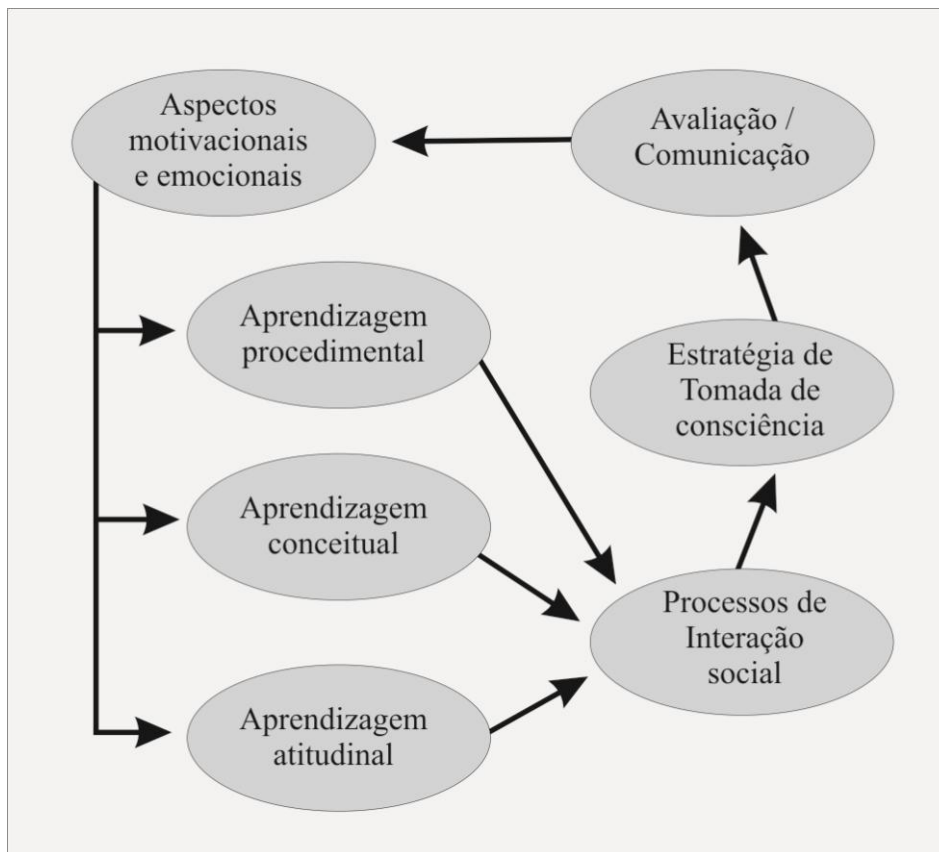 Aspectos
motivacionais
e emocionais
Avaliação /
Comunicação
Aprendizagem
procedimental
Estratégia de
Tomada de
consciência
Aprendizagem
conceitual
Processos de
Interação
social
Aprendizagem
atitudinal